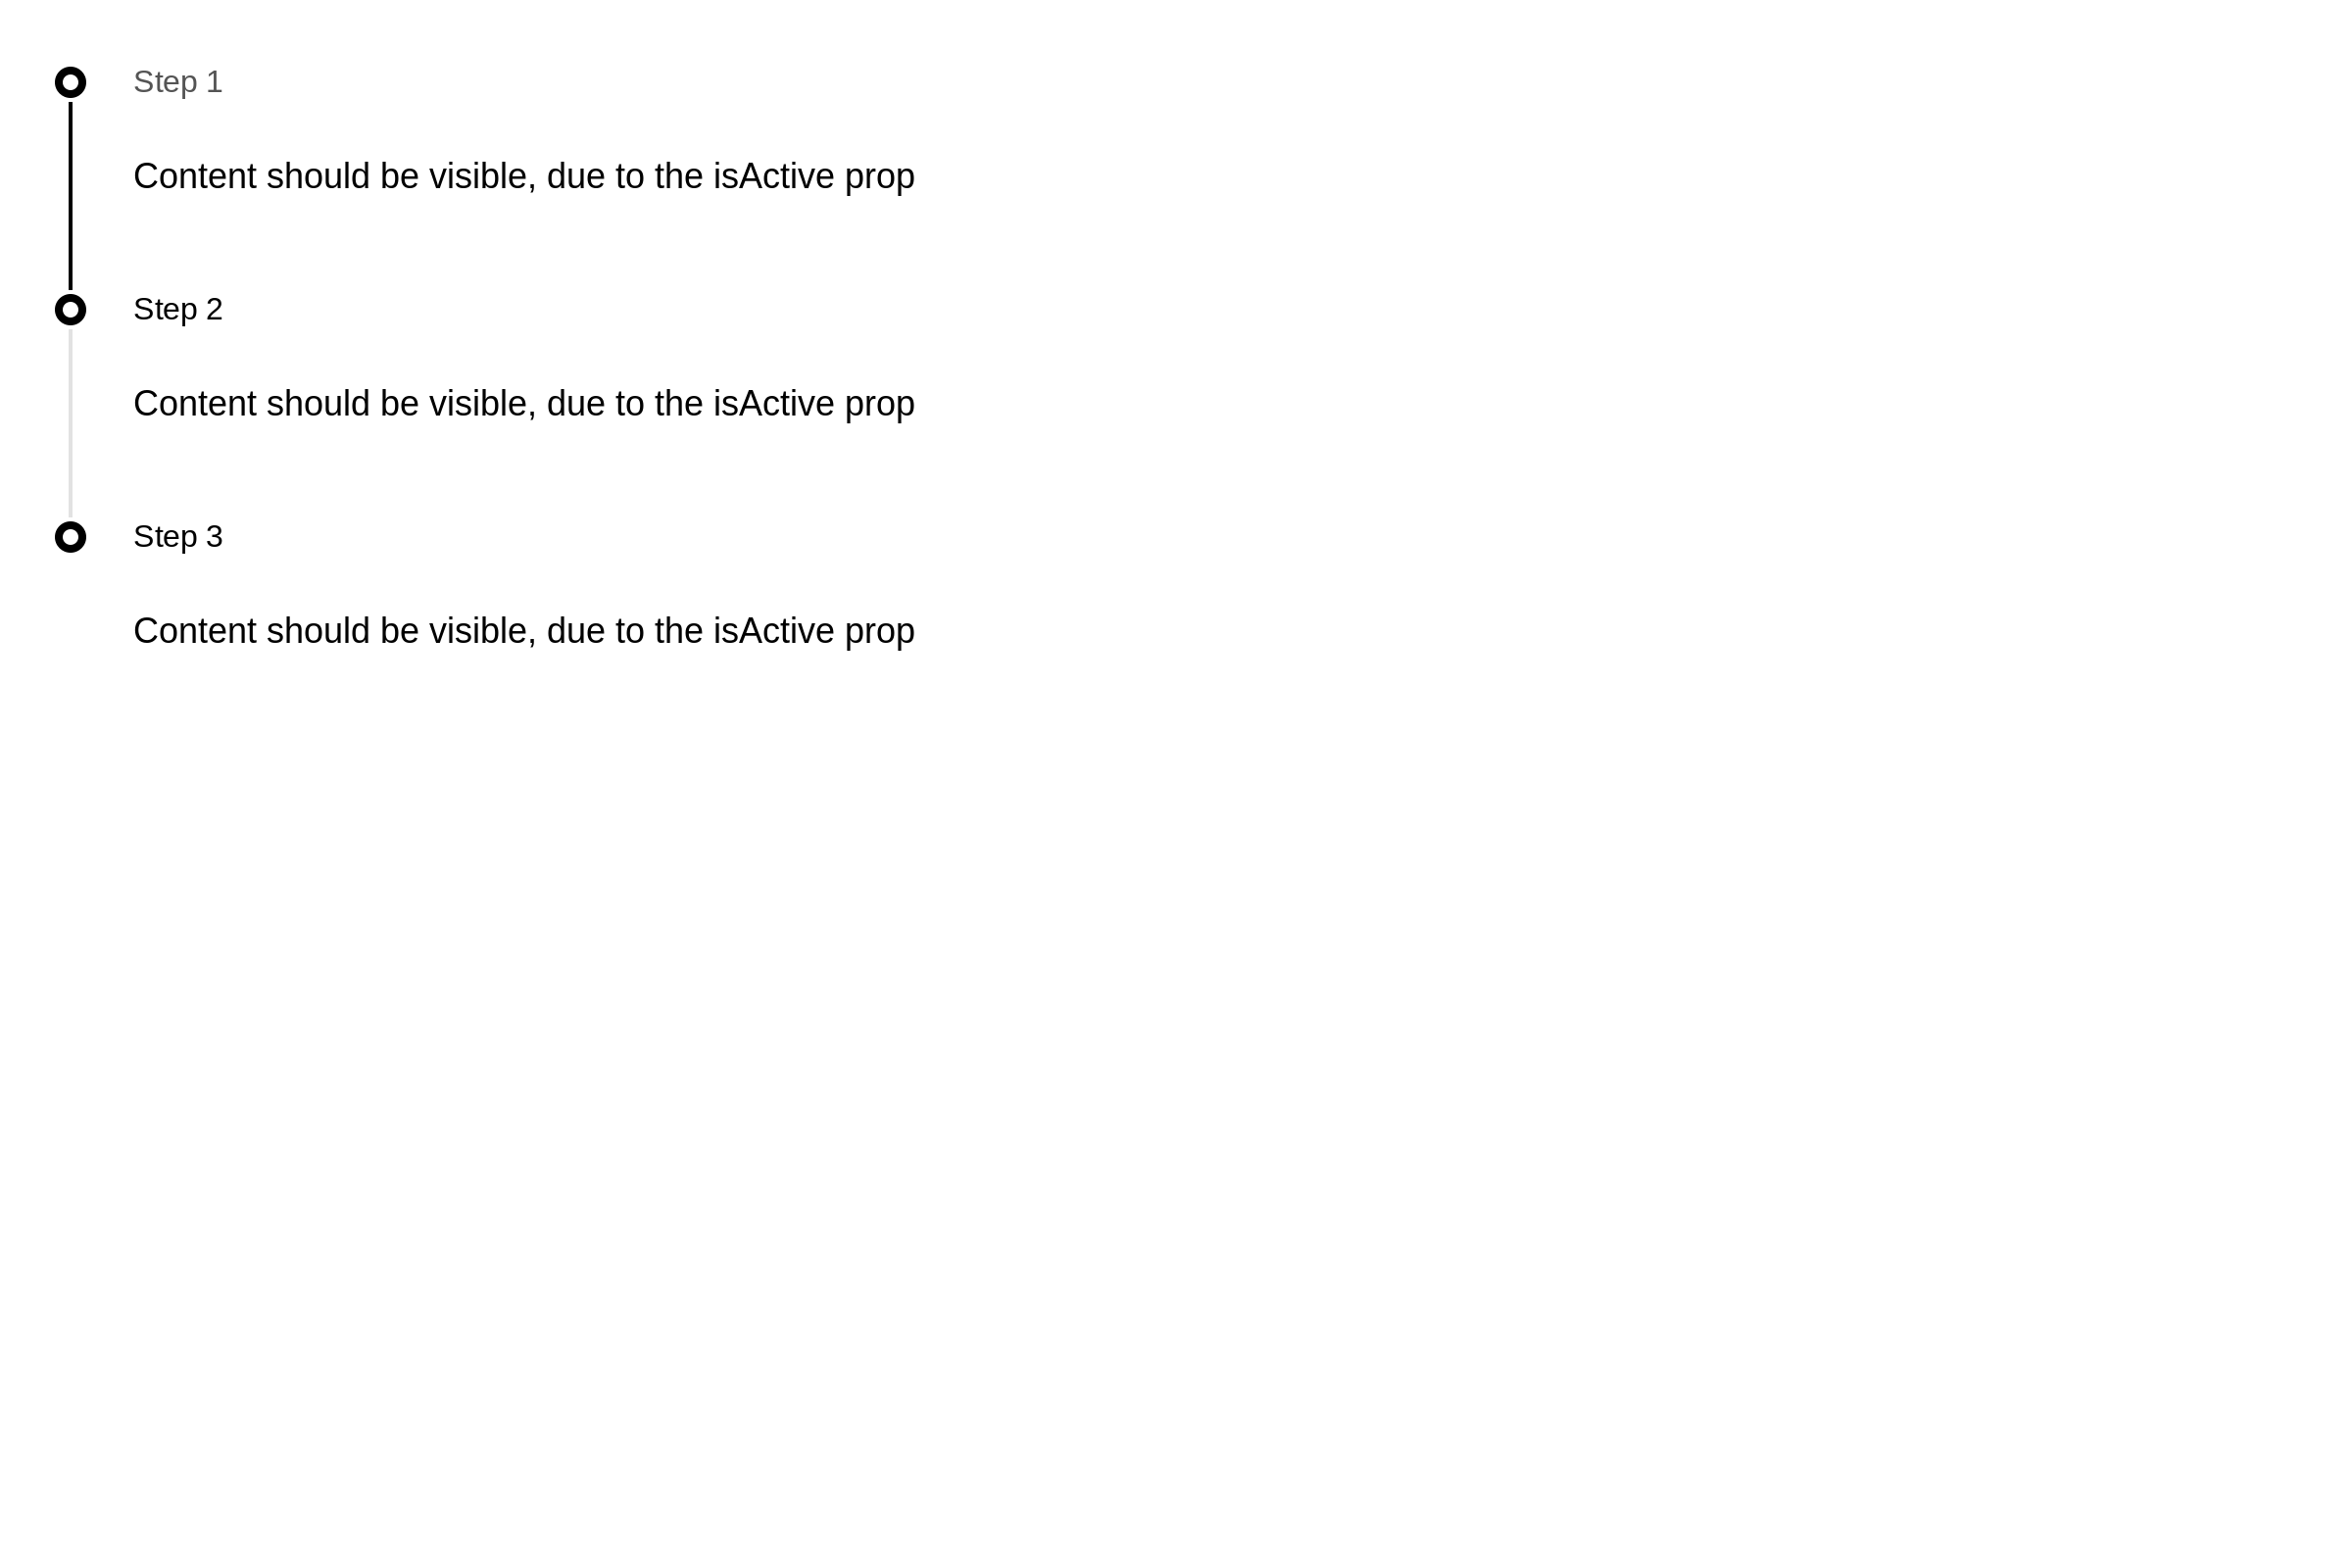 Step 1
Content should be visible, due to the isActive prop
Step 2
Content should be visible, due to the isActive prop
Step 3
Content should be visible, due to the isActive prop